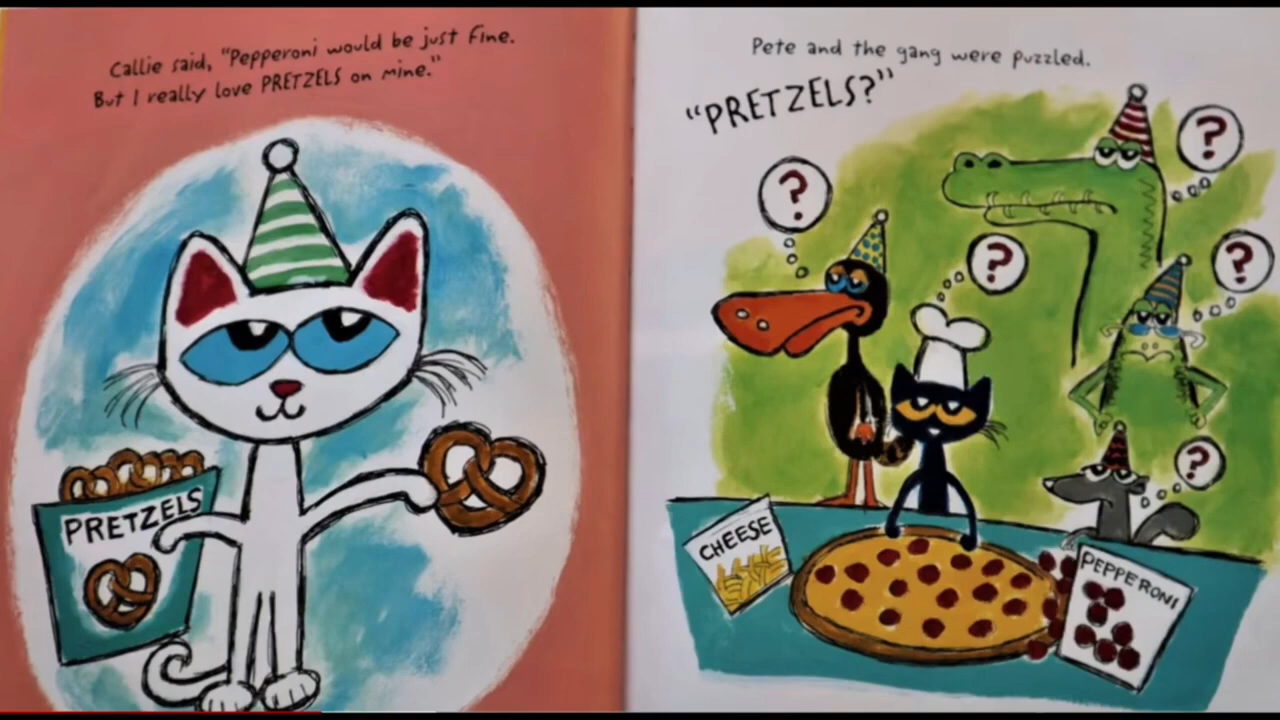 Callie said, "Pepperoni would be just fine.
But I really love PRETZELS on mine."
PRETZELS
Pete and the gang were puzzled.
"PRETZELS?"
?
?
?
?
?
CHEESE
PEPPERONI